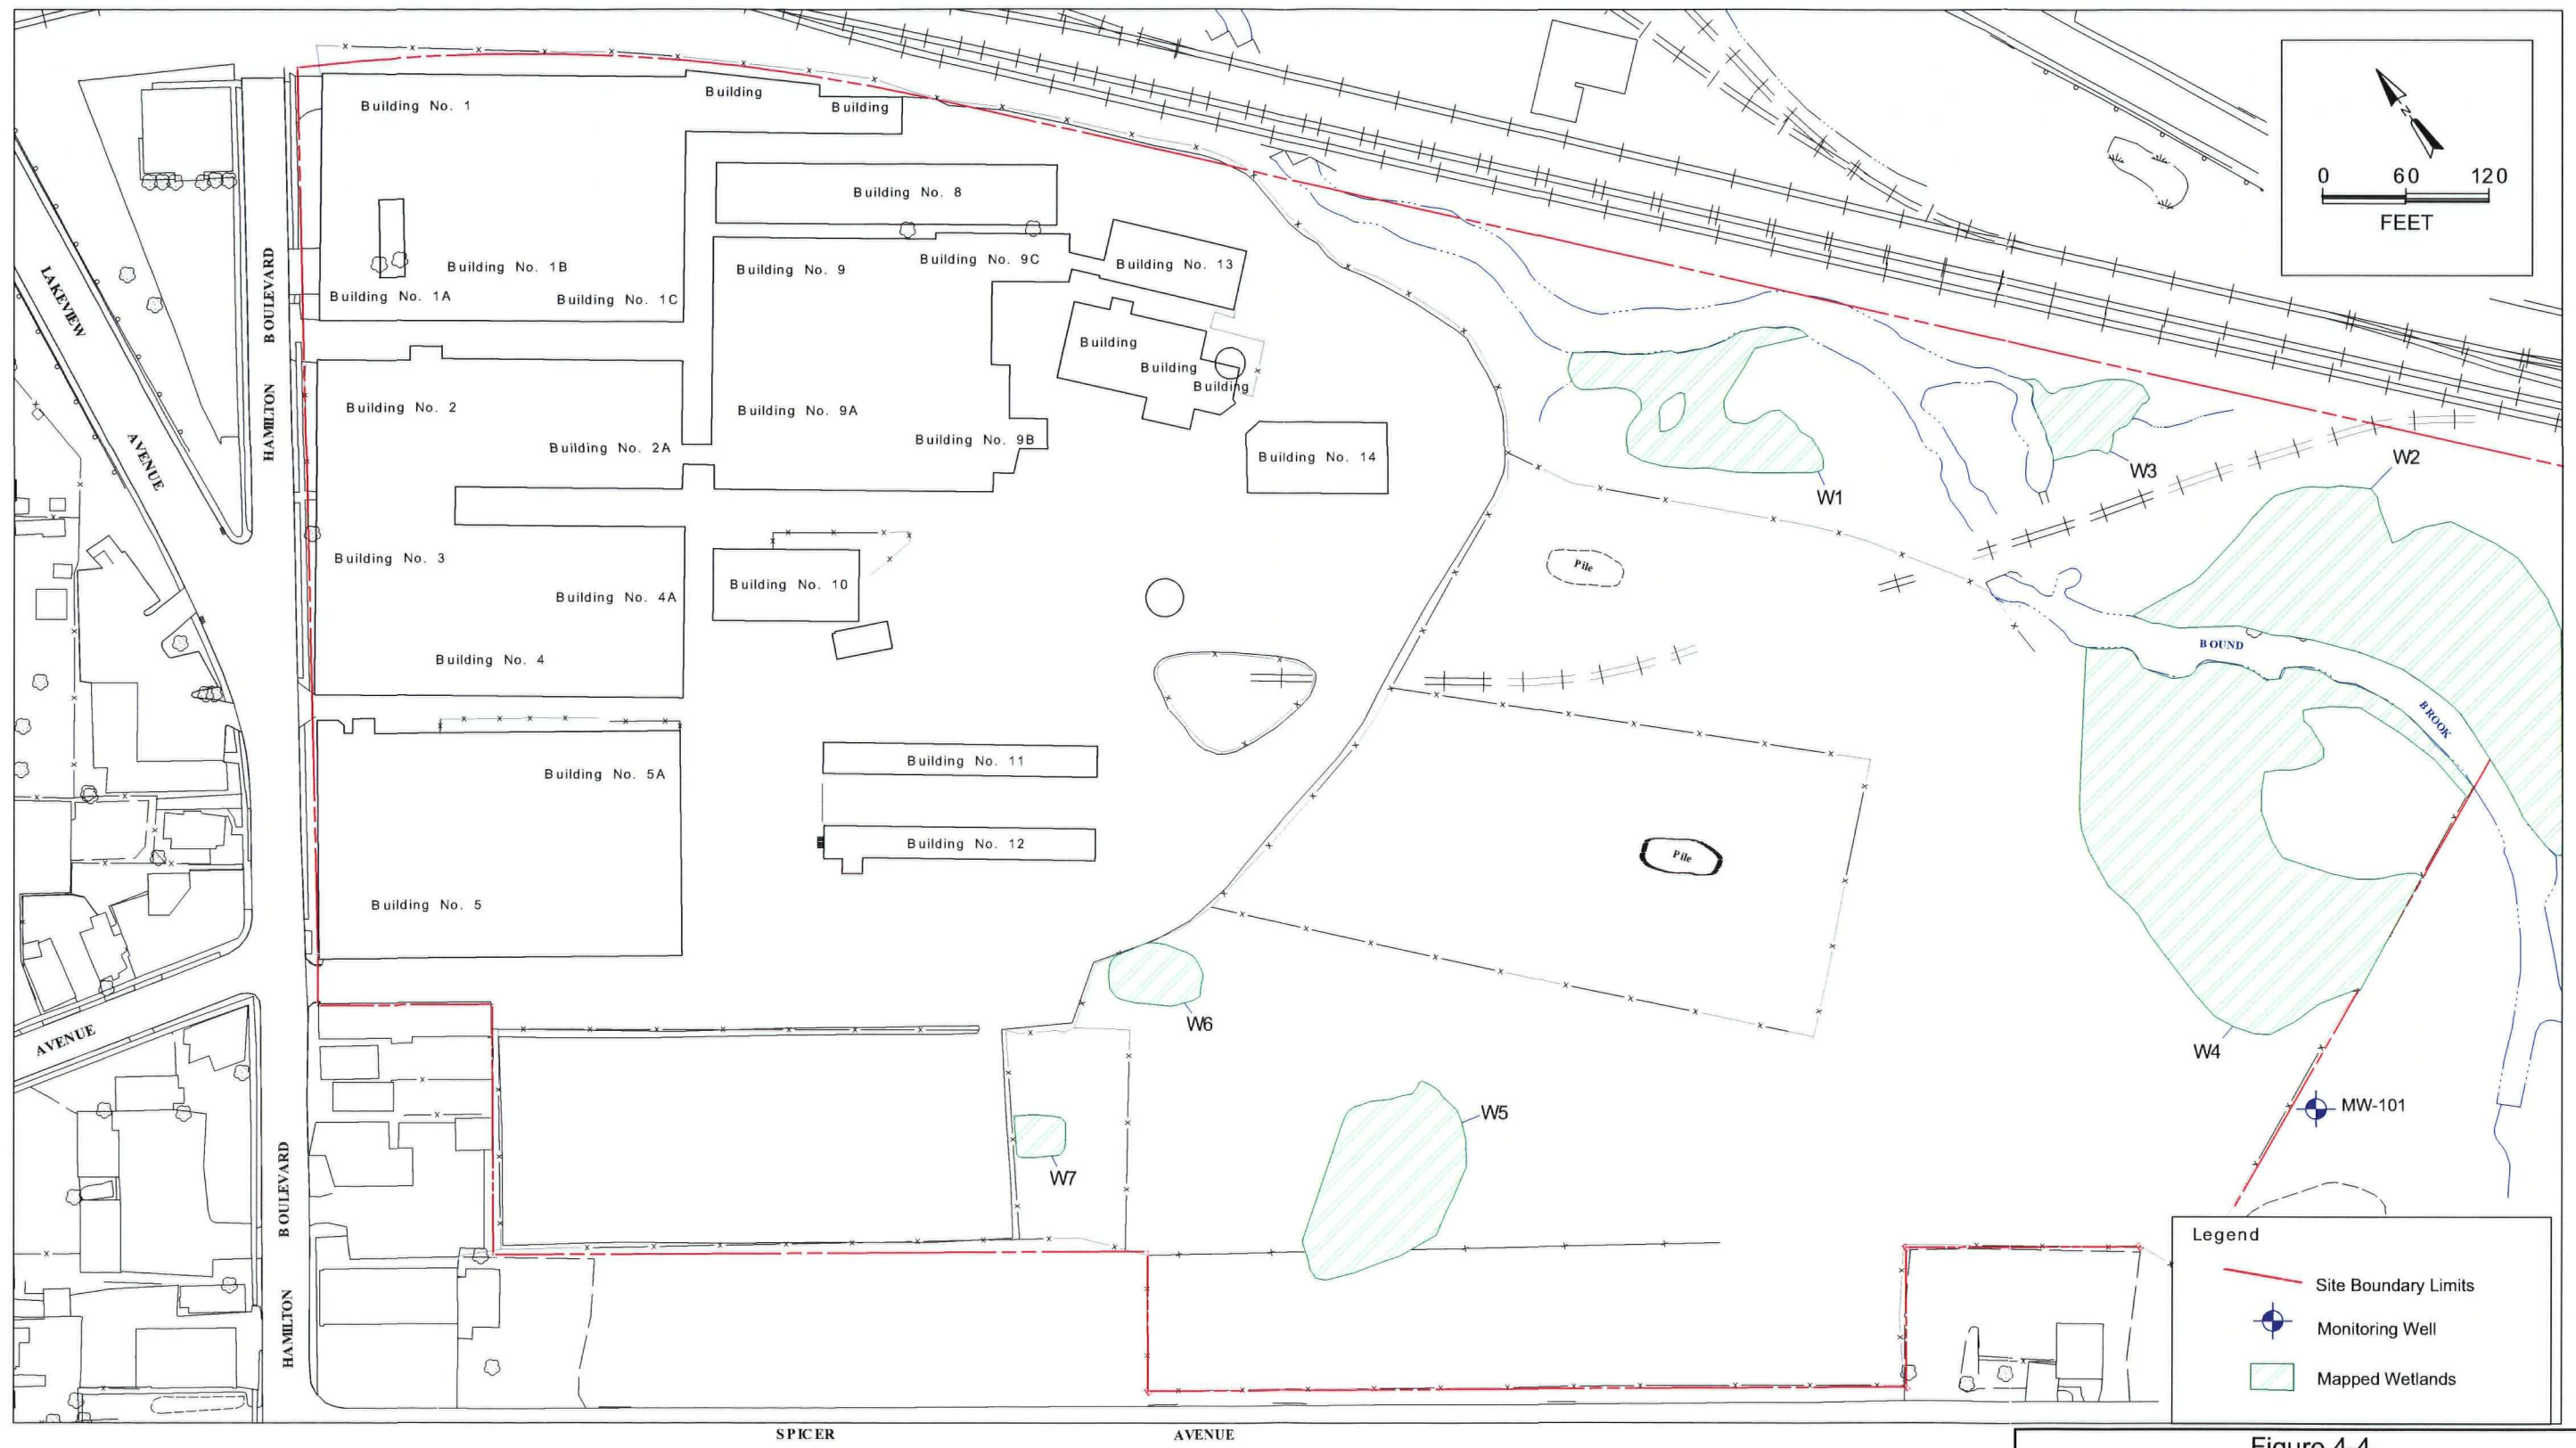 Building No. 1
Building
Building
Building No. 8
Building No. 1B
Building No. 1A
Building No. 1C
Building No. 9
Building No. 9C
Building No. 13
Building
Building
Building
Building No. 2
Building No. 2A
Building No. 9A
Building No. 9B
Building No. 14
Building No. 3
Building No. 4A
Building No. 4
Building No. 10
Building No. 5A
Building No. 5
Building No. 11
Building No. 12
LAKEVIEW
AVENUE
HAMILTON
BOULEVARD
AVENUE
HAMILTON
BOULEVARD
SPICER
AVENUE
Pile
Pile
BOUND
BROOK
W1
W3
W2
W4
W6
W5
W7
MW-101
N
0 60 120
FEET
Legend
Site Boundary Limits
Monitoring Well
Mapped Wetlands
Figure 4-4